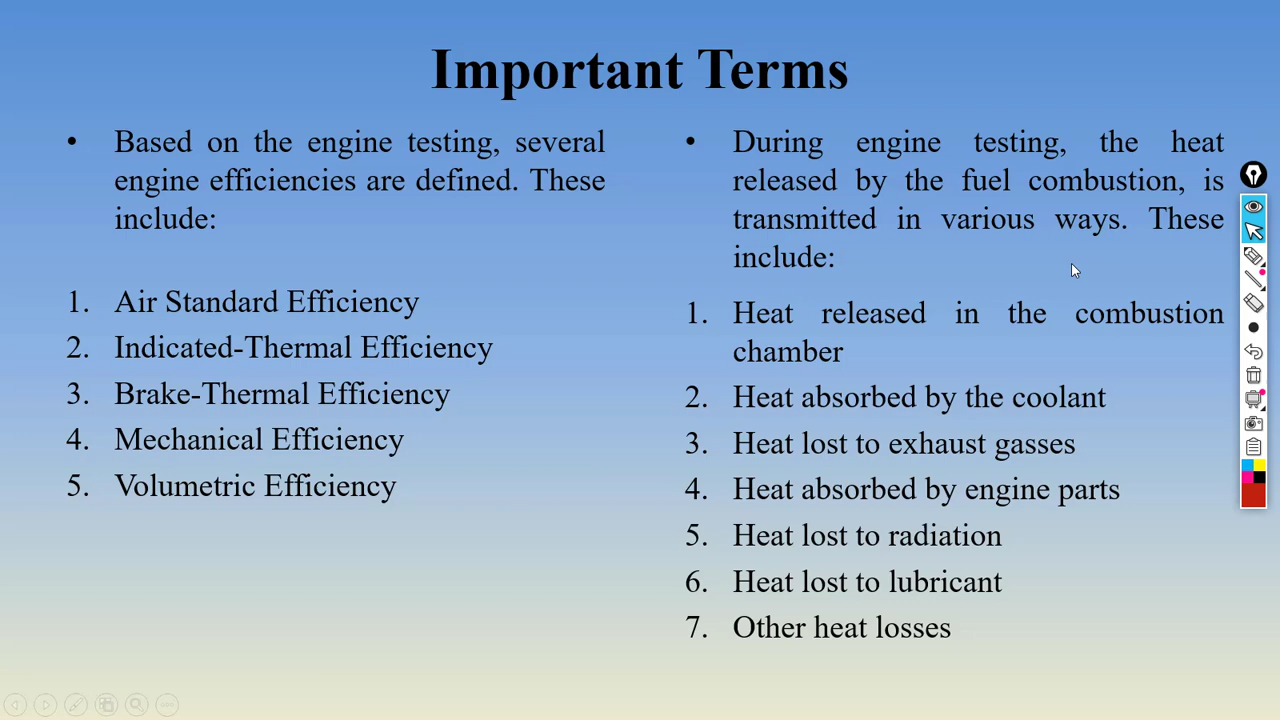 Important Terms
• Based on the engine testing, several
engine efficiencies are defined. These
include:
1. Air Standard Efficiency
2. Indicated-Thermal Efficiency
3. Brake-Thermal Efficiency
4. Mechanical Efficiency
5. Volumetric Efficiency
• During engine testing, the heat
released by the fuel combustion, is
transmitted in various ways. These
include:
1. Heat released in the combustion
chamber
2. Heat absorbed by the coolant
3. Heat lost to exhaust gasses
4. Heat absorbed by engine parts
5. Heat lost to radiation
6. Heat lost to lubricant
7. Other heat losses